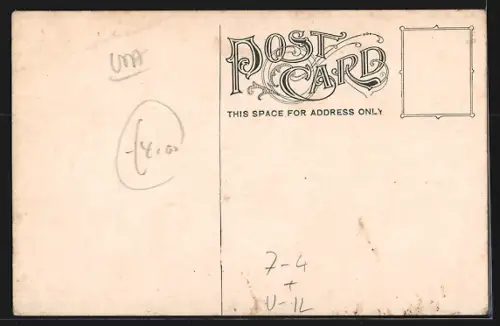 POST
CARD
THIS SPACE FOR ADDRESS ONLY
7-4
+
U-12